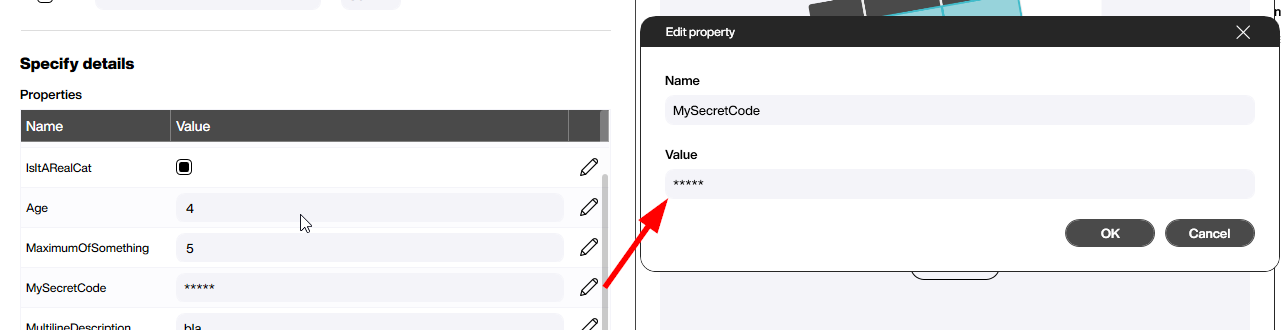 Specify details
Properties
Name Value
IsItARealCat
Age 4
MaximumOfSomething 5
MySecretCode *****
MultilineDescription bla
Edit property
Name
MySecretCode
Value
*****
OK Cancel